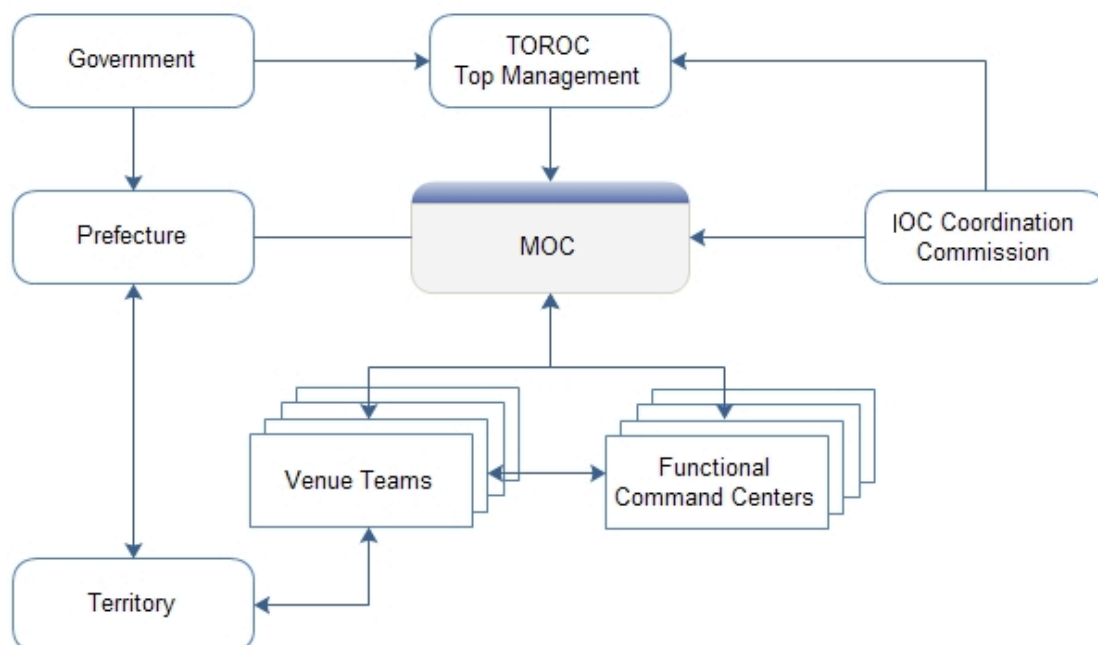 Government
TOROC
Top Management
Prefecture
MOC
IOC Coordination
Commission
Venue Teams
Functional
Command Centers
Territory